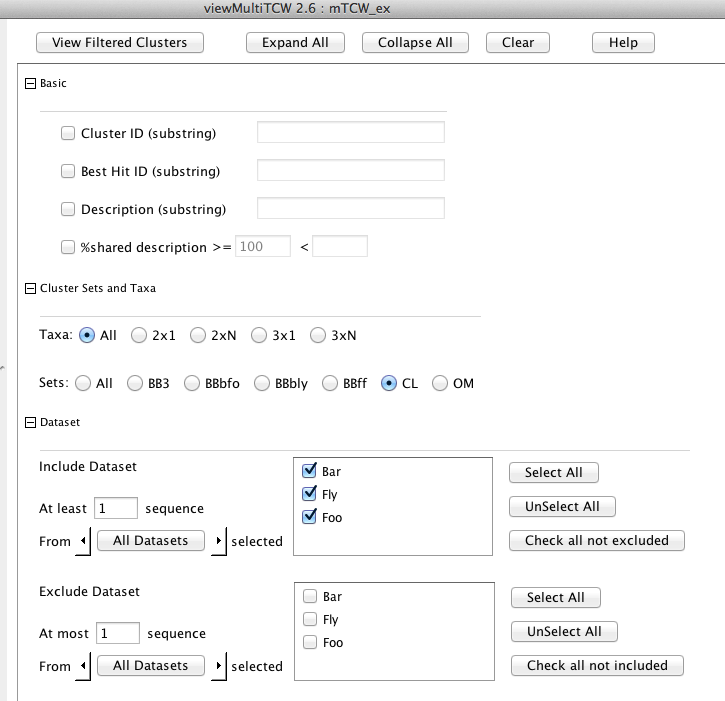 viewMultiTCW 2.6 : mTCW_ex
View Filtered Clusters Expand All Collapse All Clear Help
Basic
Cluster ID (substring)
Best Hit ID (substring)
Description (substring)
%shared description >= 100 <
Cluster Sets and Taxa
Taxa: All 2x1 2xN 3x1 3xN
Sets: All BB3 BBbfo BBbly BBff CL OM
Dataset
Include Dataset
Bar
Fly
Foo
Select All
At least 1 sequence
UnSelect All
From All Datasets selected
Check all not excluded
Exclude Dataset
Bar
Fly
Foo
Select All
At most 1 sequence
UnSelect All
From All Datasets selected
Check all not included